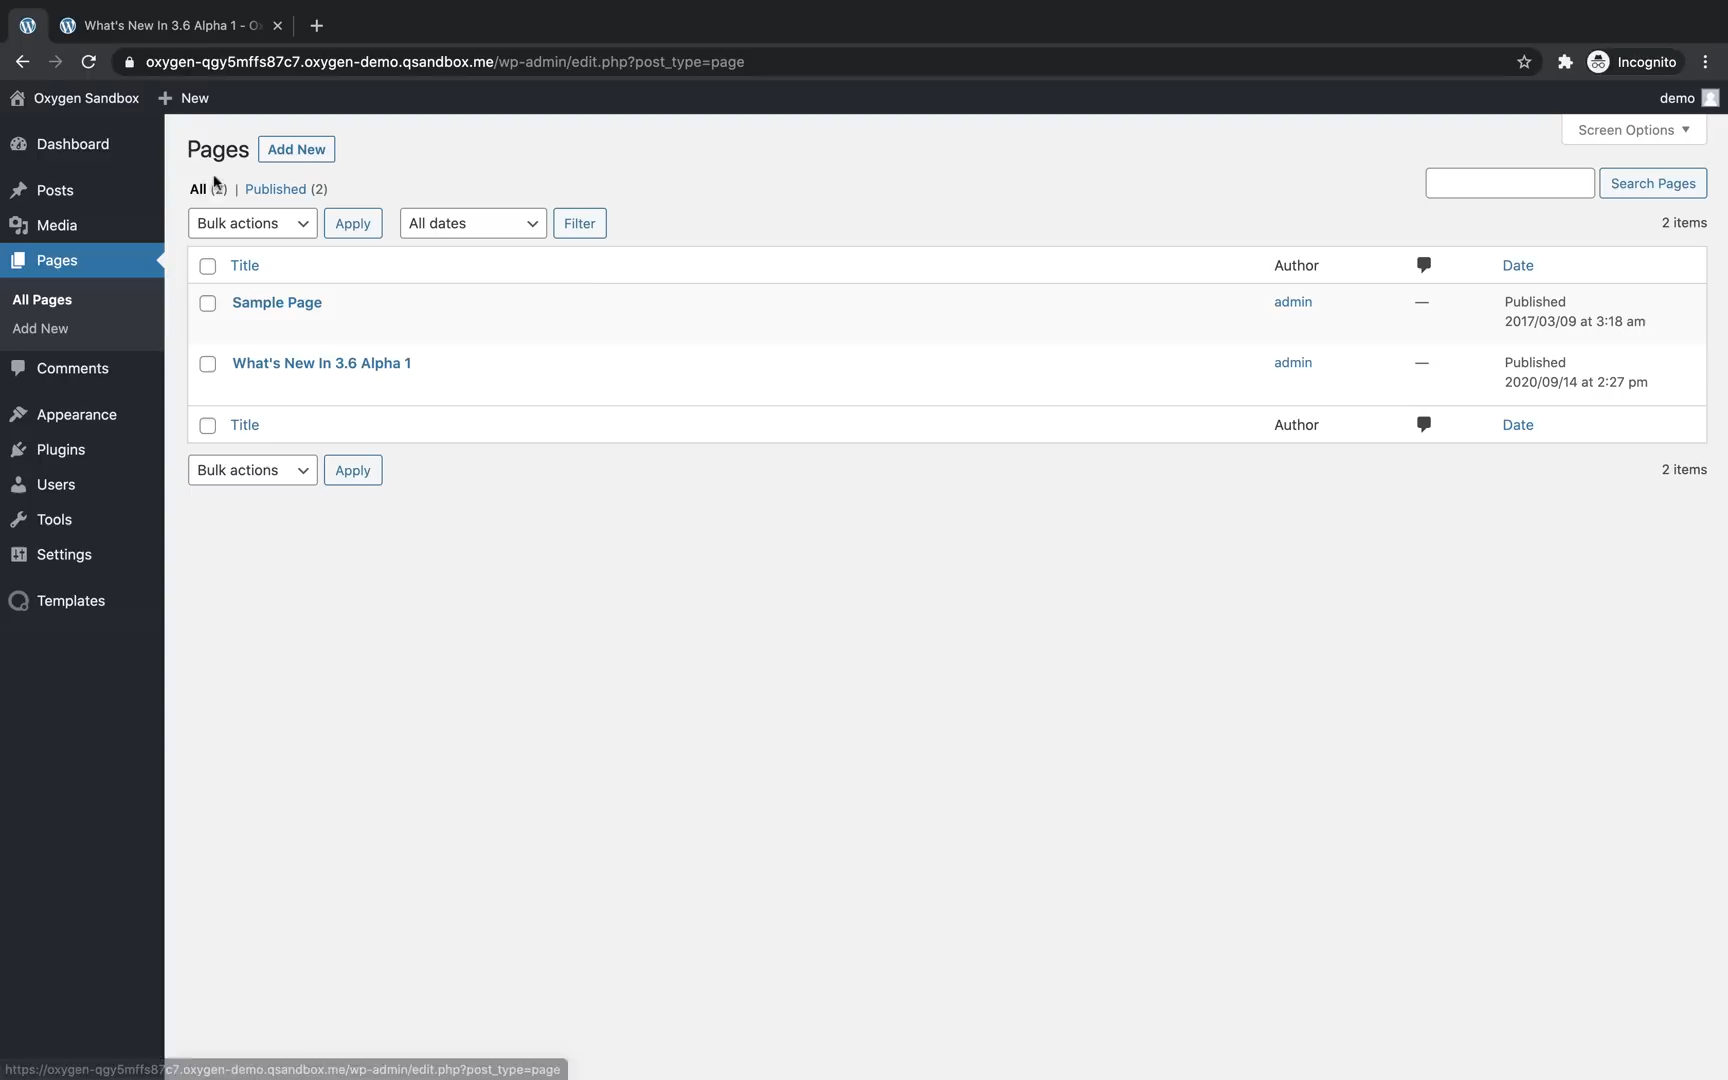 What's New In 3.6 Alpha 1 - O
oxygen-qgy5mffs87c7.oxygen-demo.qsandbox.me/wp-admin/edit.php?post_type=page
Incognito
Oxygen Sandbox
New
demo
Dashboard
Posts
Media
Pages
All Pages
Add New
Comments
Appearance
Plugins
Users
Tools
Settings
Templates
Screen Options
Pages
Add New
All (2) | Published (2)
Search Pages
Bulk actions
Apply
All dates
Filter
2 items
Title
Author
Date
Sample Page
admin
—
Published
2017/03/09 at 3:18 am
What's New In 3.6 Alpha 1
admin
—
Published
2020/09/14 at 2:27 pm
Title
Author
Date
Bulk actions
Apply
2 items
https://oxygen-qgy5mffs87c7.oxygen-demo.qsandbox.me/wp-admin/edit.php?post_type=page